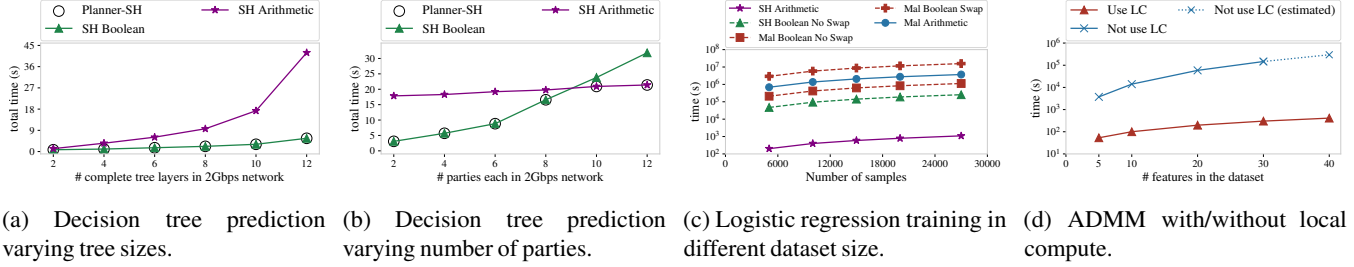 Planner-SH
SH Boolean
SH Arithmetic
total time (s)
45
36
27
18
9
0
2 4 6 8 10 12
# complete tree layers in 2Gbps network
(a) Decision tree prediction
varying tree sizes.
Planner-SH
SH Boolean
SH Arithmetic
total time (s)
30
25
20
15
10
5
0
2 4 6 8 10 12
# parties each in 2Gbps network
(b) Decision tree prediction
varying number of parties.
SH Arithmetic
SH Boolean No Swap
Mal Boolean No Swap
Mal Boolean Swap
Mal Arithmetic
time (s)
10^8
10^7
10^6
10^5
10^4
10^3
10^2
6000 12000 18000 24000 30000
Number of samples
(c) Logistic regression training in
different dataset size.
Use LC
Not use LC
Not use LC (estimated)
time (s)
10^6
10^5
10^4
10^3
10^2
10^1
5 10 20 30 40
# features in the dataset
(d) ADMM with/without local
compute.